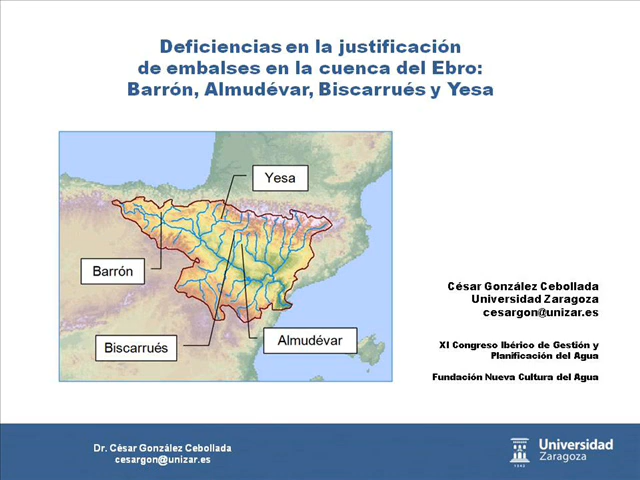 Deficiencias en la justificación
de embalses en la cuenca del Ebro:
Barrón, Almudévar, Biscarrués y Yesa
Yesa
Barrón
Biscarrués
Almudévar
César González Cebollada
Universidad Zaragoza
cesargon@unizar.es
XI Congreso Ibérico de Gestión y
Planificación del Agua
Fundación Nueva Cultura del Agua
Dr. César González Cebollada
cesargon@unizar.es
Universidad
Zaragoza
1542